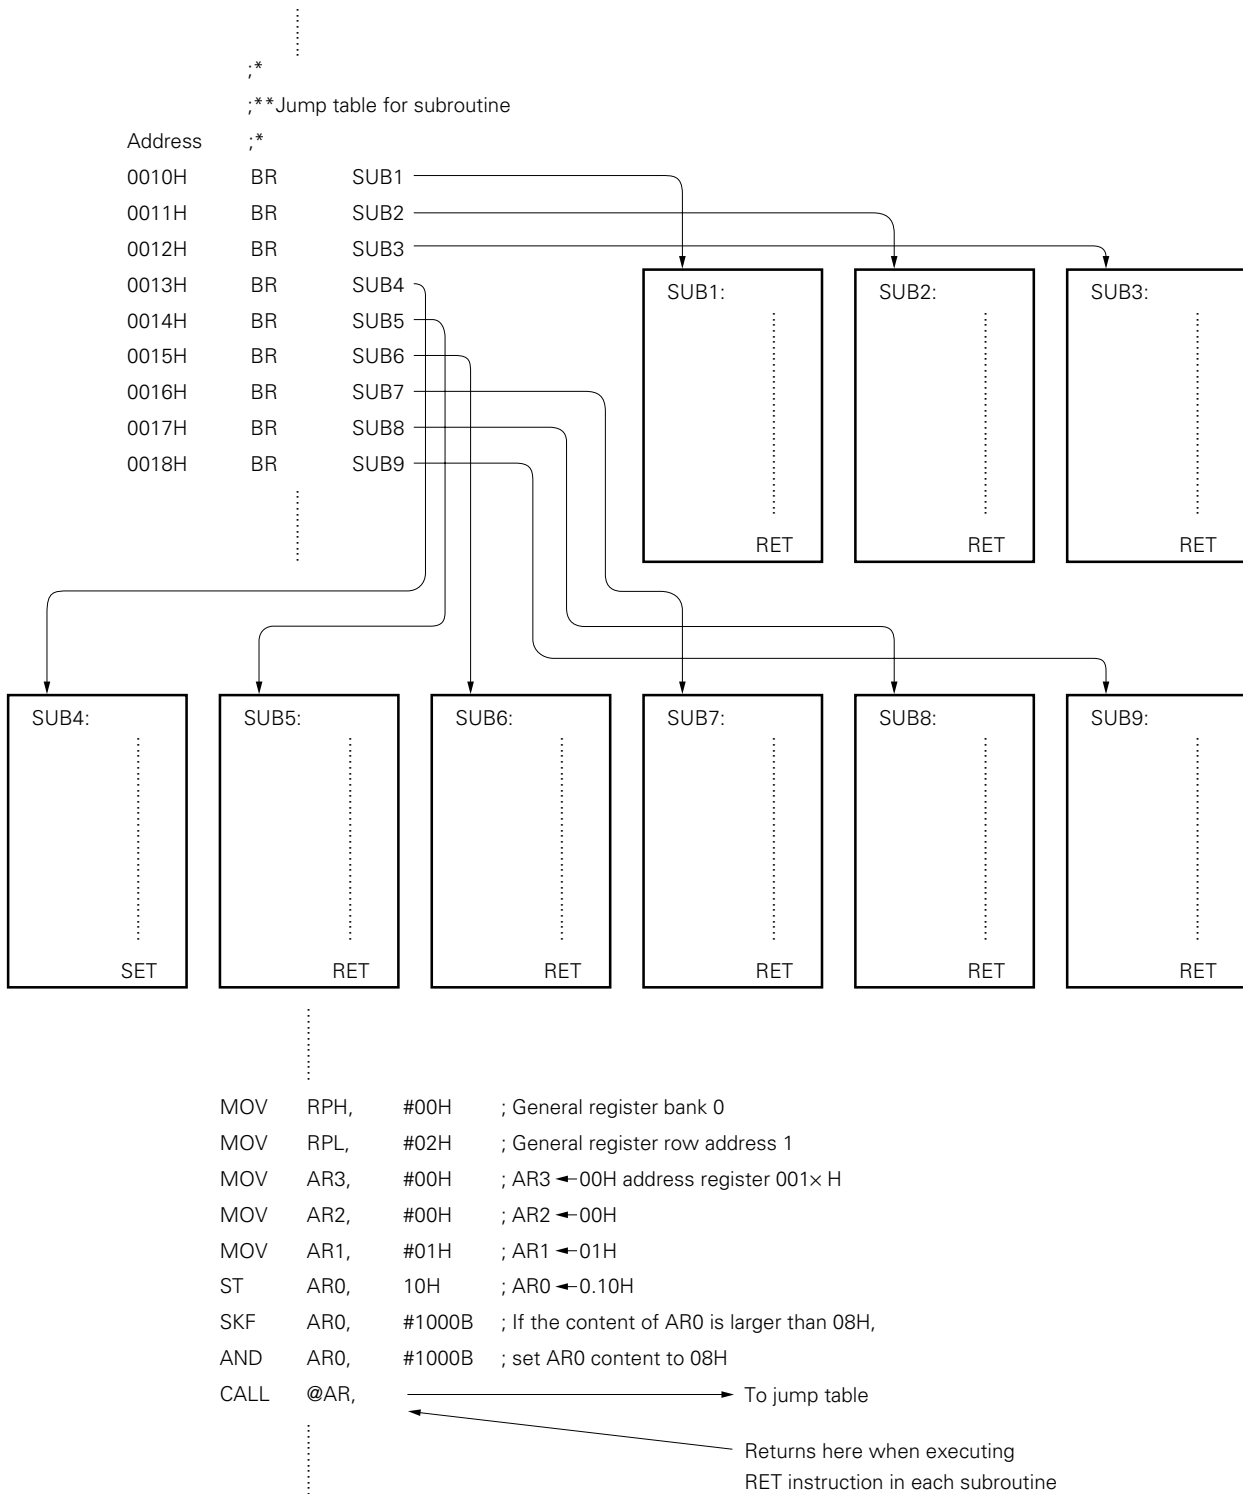 ;*
;**Jump table for subroutine
Address ;*
0010H BR SUB1
0011H BR SUB2
0012H BR SUB3
0013H BR SUB4
0014H BR SUB5
0015H BR SUB6
0016H BR SUB7
0017H BR SUB8
0018H BR SUB9
SUB1: SUB2: SUB3:
RET RET RET
SUB4: SUB5: SUB6: SUB7: SUB8: SUB9:
SET RET RET RET RET RET
MOV RPH, #00H ; General register bank 0
MOV RPL, #02H ; General register row address 1
MOV AR3, #00H ; AR3 ← 00H address register 001× H
MOV AR2, #00H ; AR2 ← 00H
MOV AR1, #01H ; AR1 ← 01H
ST AR0, 10H ; AR0 ← 0.10H
SKF AR0, #1000B ; If the content of AR0 is larger than 08H,
AND AR0, #1000B ; set AR0 content to 08H
CALL @AR, → To jump table
Returns here when executing
RET instruction in each subroutine